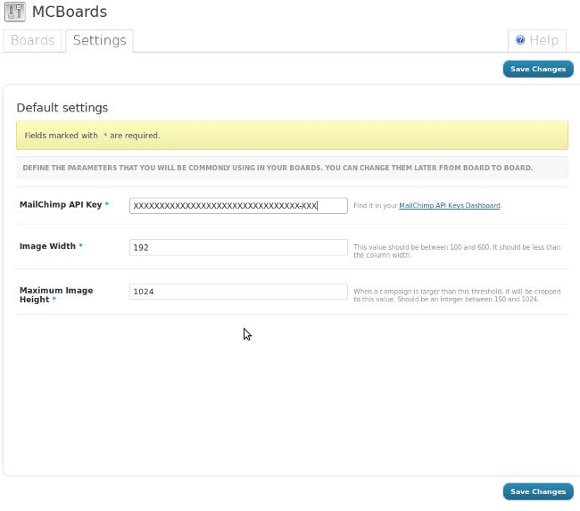 MCBoards
Boards
Settings
Help
Save Changes
Default settings
Fields marked with * are required.
DEFINE THE PARAMETERS THAT YOU WILL BE COMMONLY USING IN YOUR BOARDS. YOU CAN CHANGE THEM LATER FROM BOARD TO BOARD.
MailChimp API Key *
XXXXXXXXXXXXXXXXXXXXXXXXXXXXXXXX-XXX
Find it in your MailChimp API Keys Dashboard.
Image Width *
192
This value should be between 100 and 600. It should be less than
the column width.
Maximum Image
Height *
1024
When a campaign is larger than this threshold, it will be cropped
to this value. Should be an integer between 150 and 1024.
Save Changes